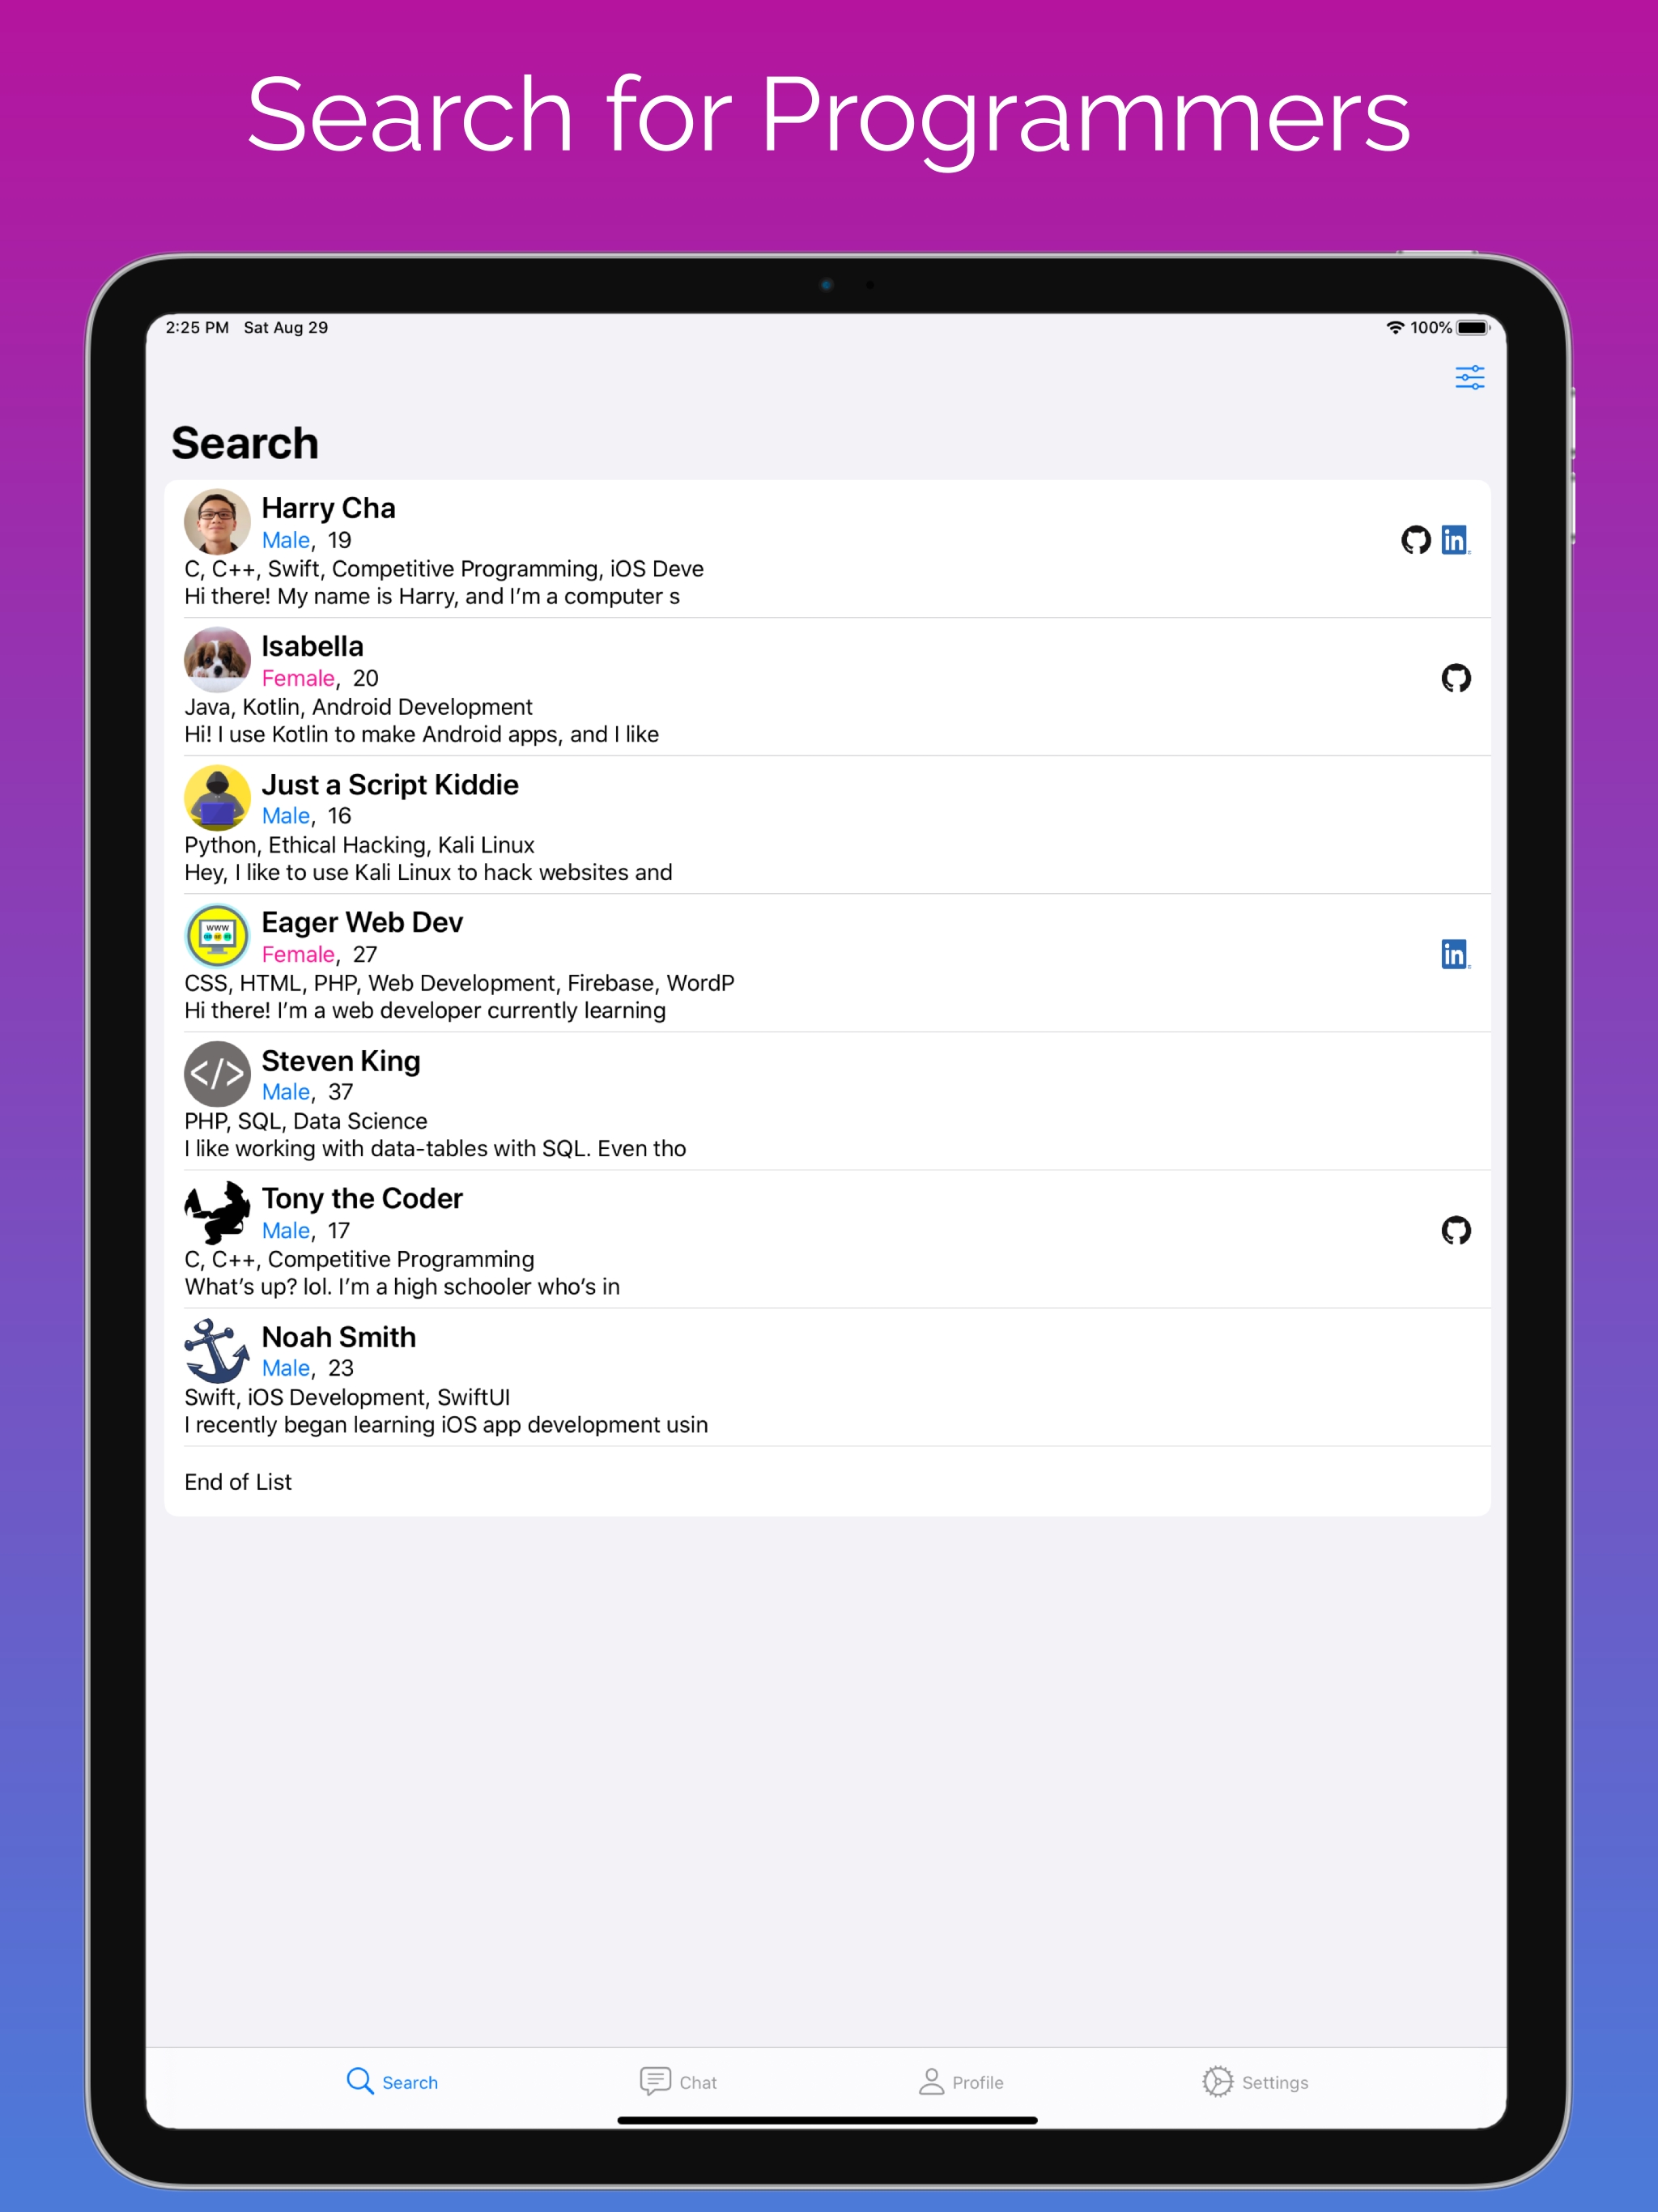 Search for Programmers
2:25 PM Sat Aug 29
100%
Search
Harry Cha
Male, 19
C, C++, Swift, Competitive Programming, iOS Deve
Hi there! My name is Harry, and I'm a computer s
in
Isabella
Female, 20
Java, Kotlin, Android Development
Hi! I use Kotlin to make Android apps, and I like
Just a Script Kiddie
Male, 16
Python, Ethical Hacking, Kali Linux
Hey, I like to use Kali Linux to hack websites and
www
Eager Web Dev
Female, 27
CSS, HTML, PHP, Web Development, Firebase, WordP
Hi there! I'm a web developer currently learning
in
</>
Steven King
Male, 37
PHP, SQL, Data Science
I like working with data-tables with SQL. Even tho
Tony the Coder
Male, 17
C, C++, Competitive Programming
What's up? lol. I'm a high schooler who's in
Noah Smith
Male, 23
Swift, iOS Development, SwiftUI
I recently began learning iOS app development usin
End of List
Search
Chat
Profile
Settings